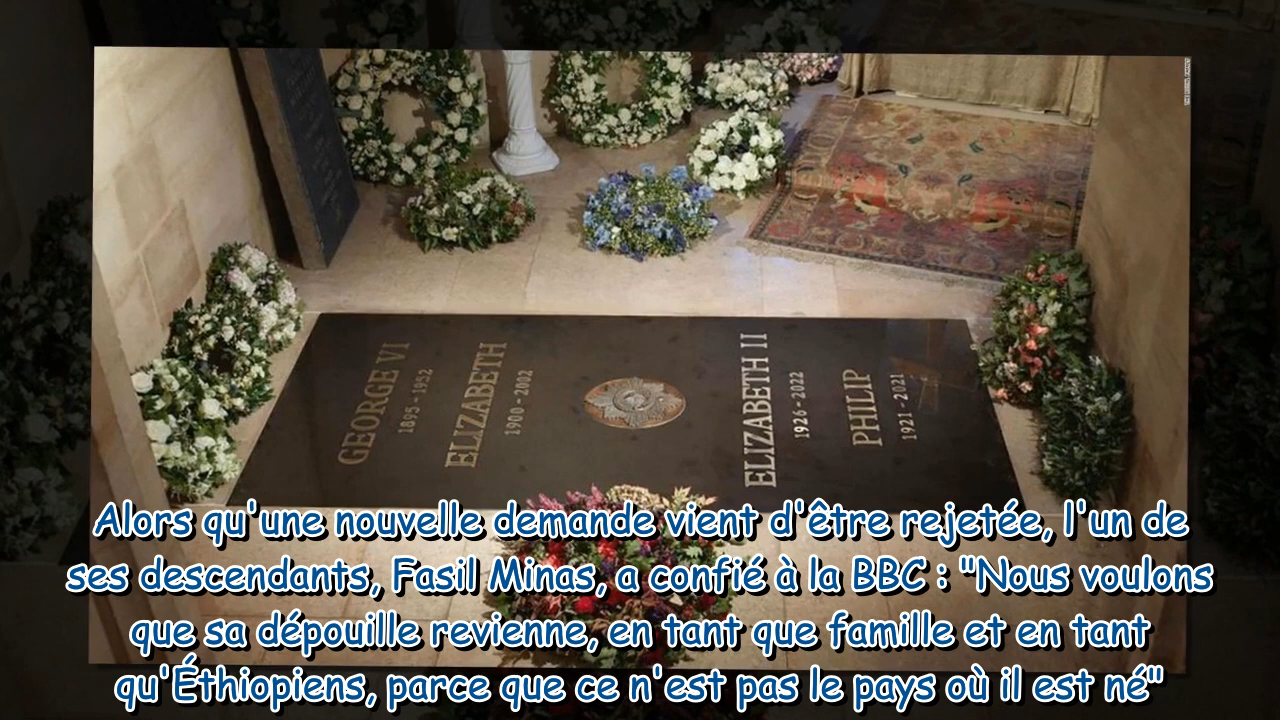 GEORGE VI
1895-1952
ELIZABETH
1900-2002
ELIZABETH II
1926-2022
PHILIP
1921-2021
Alors qu'une nouvelle demande vient d'être rejetée, l'un de
ses descendants, Fasil Minas, a confié à la BBC : "Nous voulons
que sa dépouille revienne, en tant que famille et en tant
qu'Éthiopiens, parce que ce n'est pas le pays où il est né"